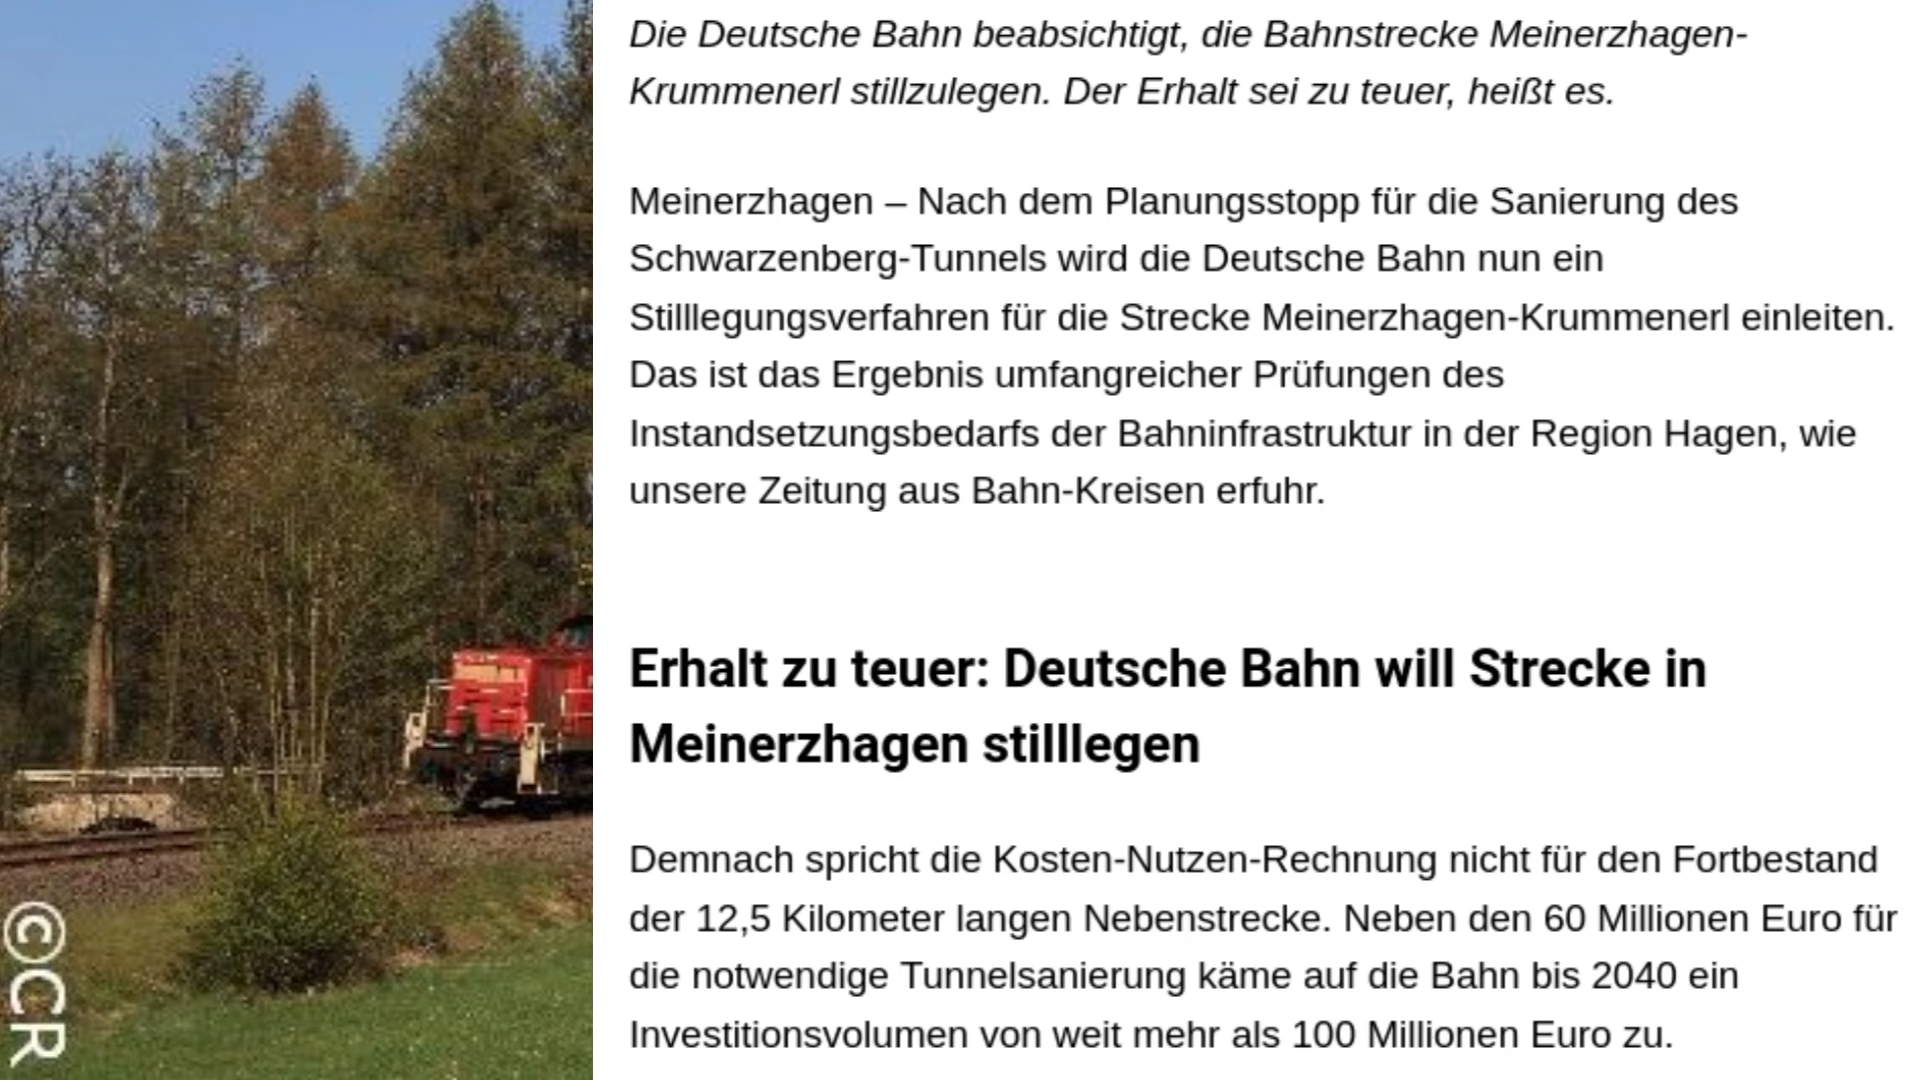 Die Deutsche Bahn beabsichtigt, die Bahnstrecke Meinerzhagen-
Krummenerl stillzulegen. Der Erhalt sei zu teuer, heißt es.
Meinerzhagen – Nach dem Planungsstopp für die Sanierung des
Schwarzenberg-Tunnels wird die Deutsche Bahn nun ein
Stilllegungsverfahren für die Strecke Meinerzhagen-Krummenerl einleiten.
Das ist das Ergebnis umfangreicher Prüfungen des
Instandsetzungsbedarfs der Bahninfrastruktur in der Region Hagen, wie
unsere Zeitung aus Bahn-Kreisen erfuhr.
Erhalt zu teuer: Deutsche Bahn will Strecke in
Meinerzhagen stilllegen
Demnach spricht die Kosten-Nutzen-Rechnung nicht für den Fortbestand
der 12,5 Kilometer langen Nebenstrecke. Neben den 60 Millionen Euro für
die notwendige Tunnelsanierung käme auf die Bahn bis 2040 ein
Investitionsvolumen von weit mehr als 100 Millionen Euro zu.
©CR